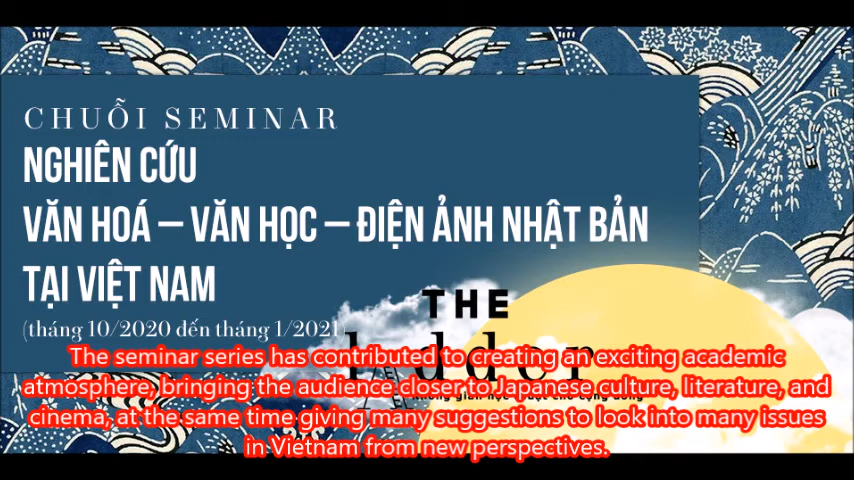 CHUỖI SEMINAR
NGHIÊN CỨU
VĂN HOÁ – VĂN HỌC – ĐIỆN ẢNH NHẬT BẢN
TẠI VIỆT NAM
(tháng 10/2020 đến tháng 1/2021)
THE
The seminar series has contributed to creating an exciting academic
atmosphere, bringing the audience closer to Japanese culture, literature, and
cinema, at the same time giving many suggestions to look into many issues
in Vietnam from new perspectives.